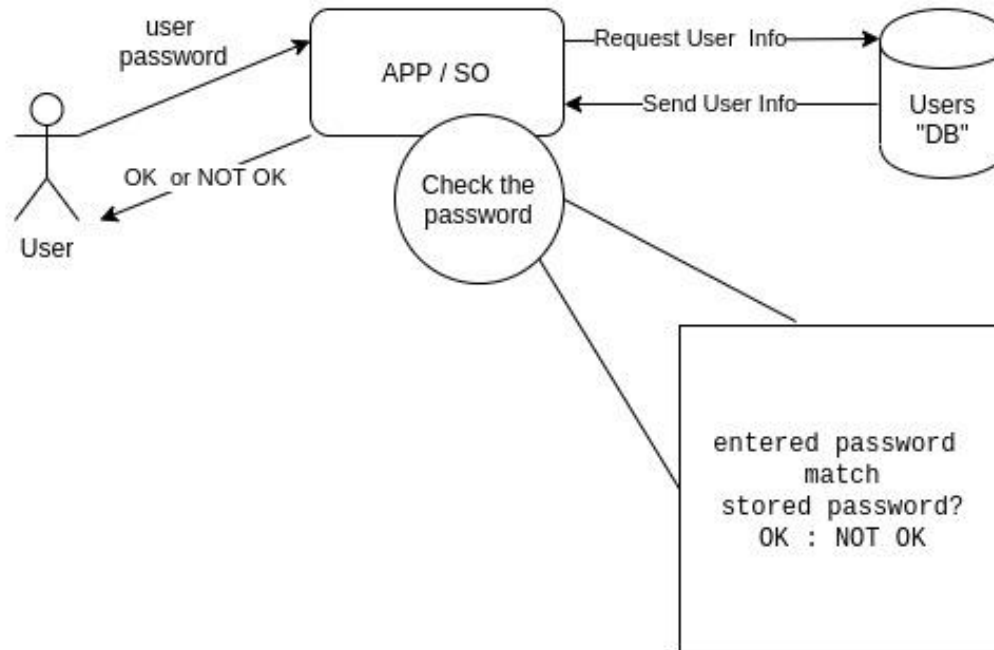 user
password
APP / SO
Request User Info
Send User Info
Users
"DB"
OK or NOT OK
User
Check the
password
entered password
match
stored password?
OK : NOT OK